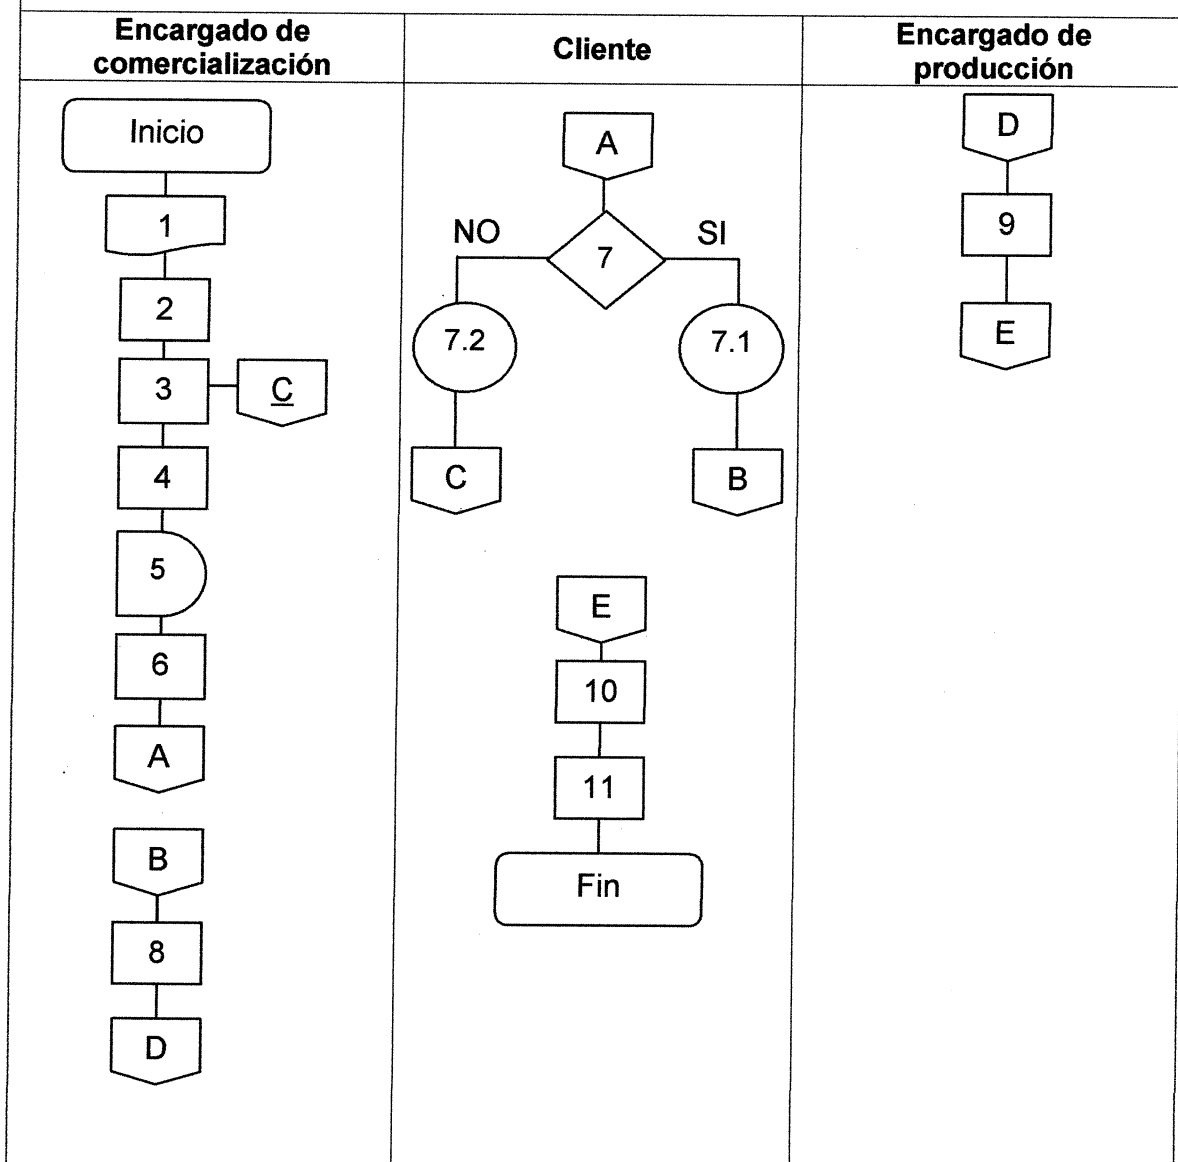 Encargado de
comercialización
Cliente
Encargado de
producción
Inicio
1
2
3
C
4
5
6
A
B
8
D
A
NO
7
SI
7.2
7.1
C
B
E
10
11
Fin
D
9
E